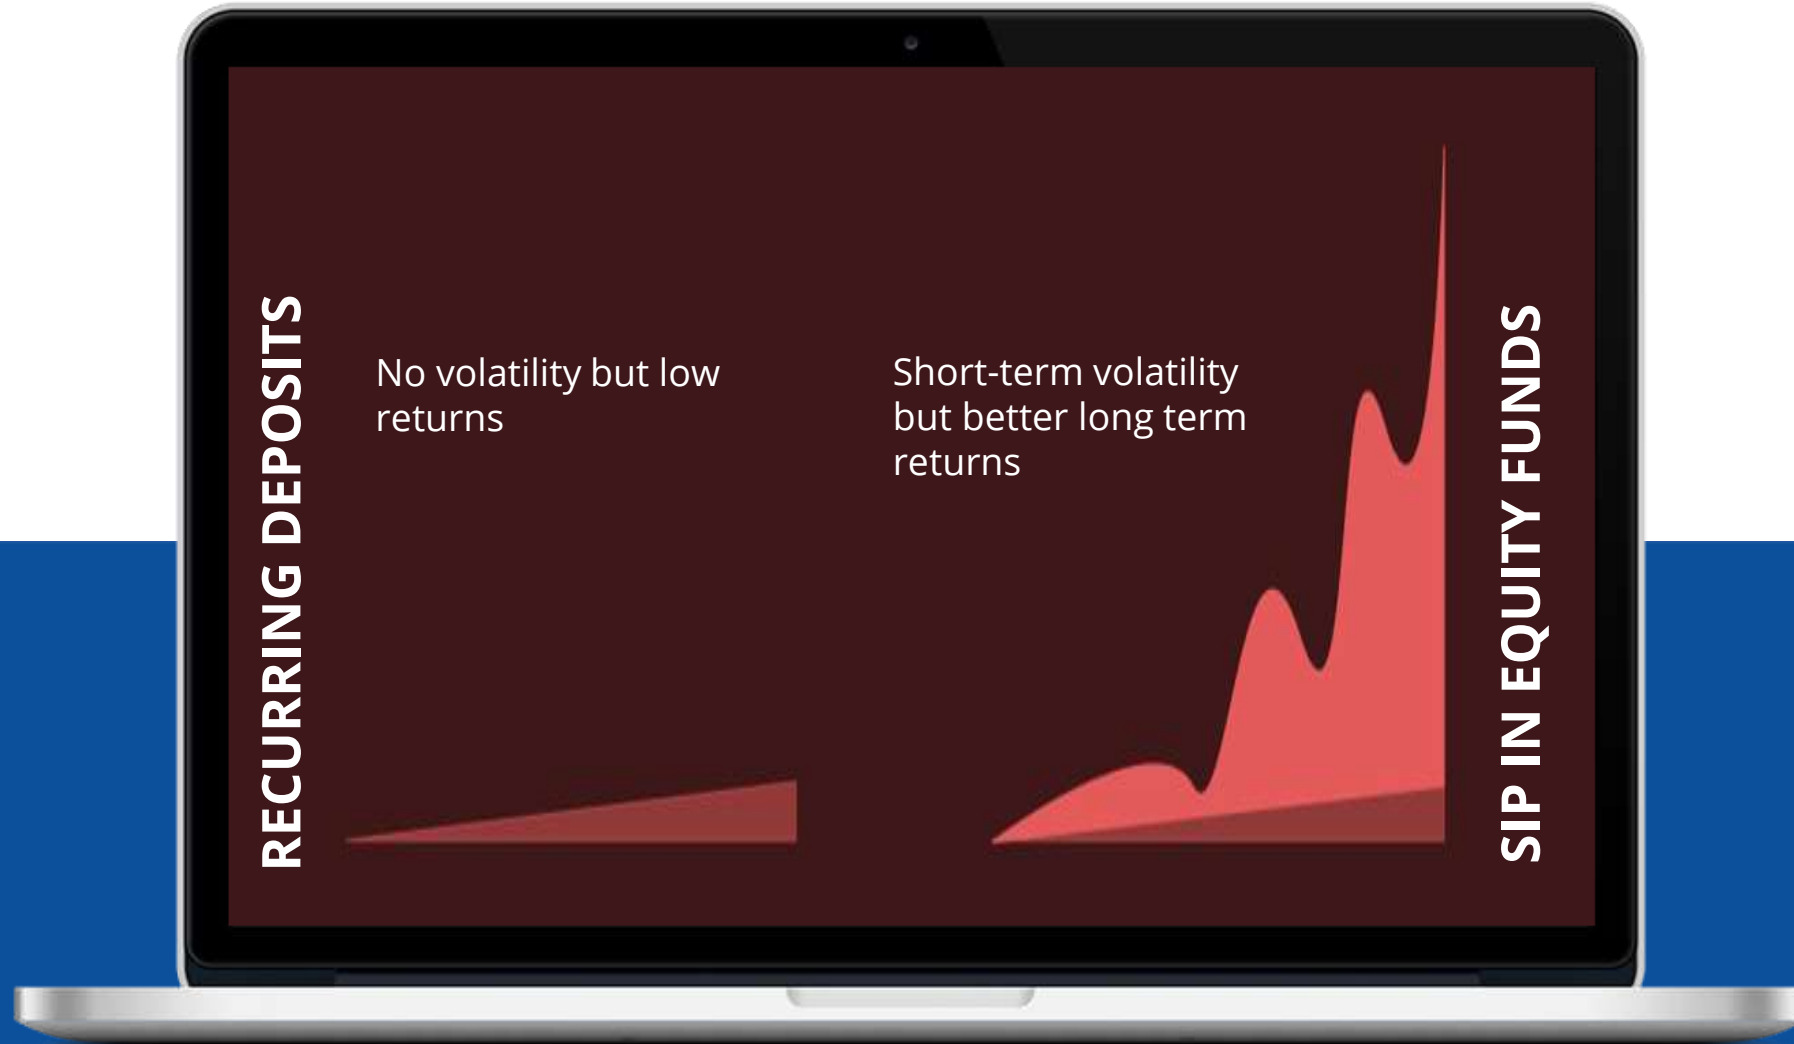 RECURRING DEPOSITS
No volatility but low
returns
Short-term volatility
but better long term
returns
SIP IN EQUITY FUNDS